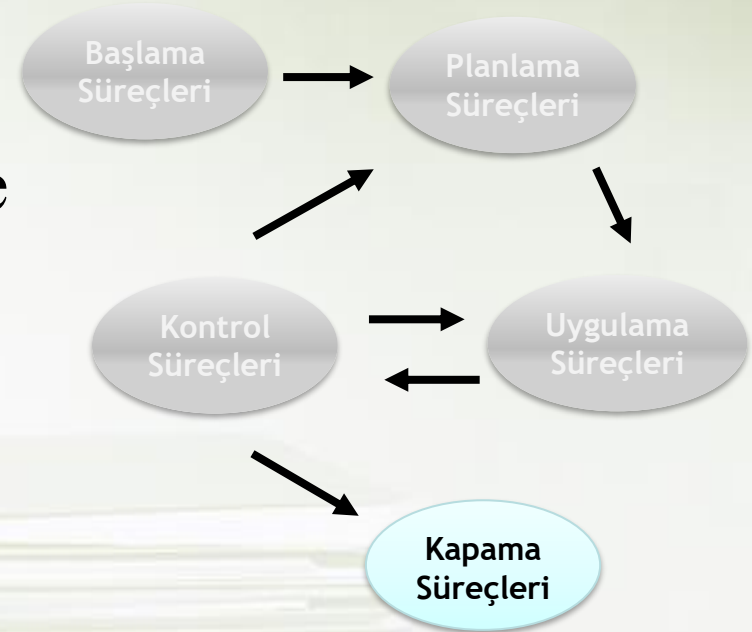 Başlama
Süreçleri
Planlama
Süreçleri
Kontrol
Süreçleri
Uygulama
Süreçleri
Kapama
Süreçleri